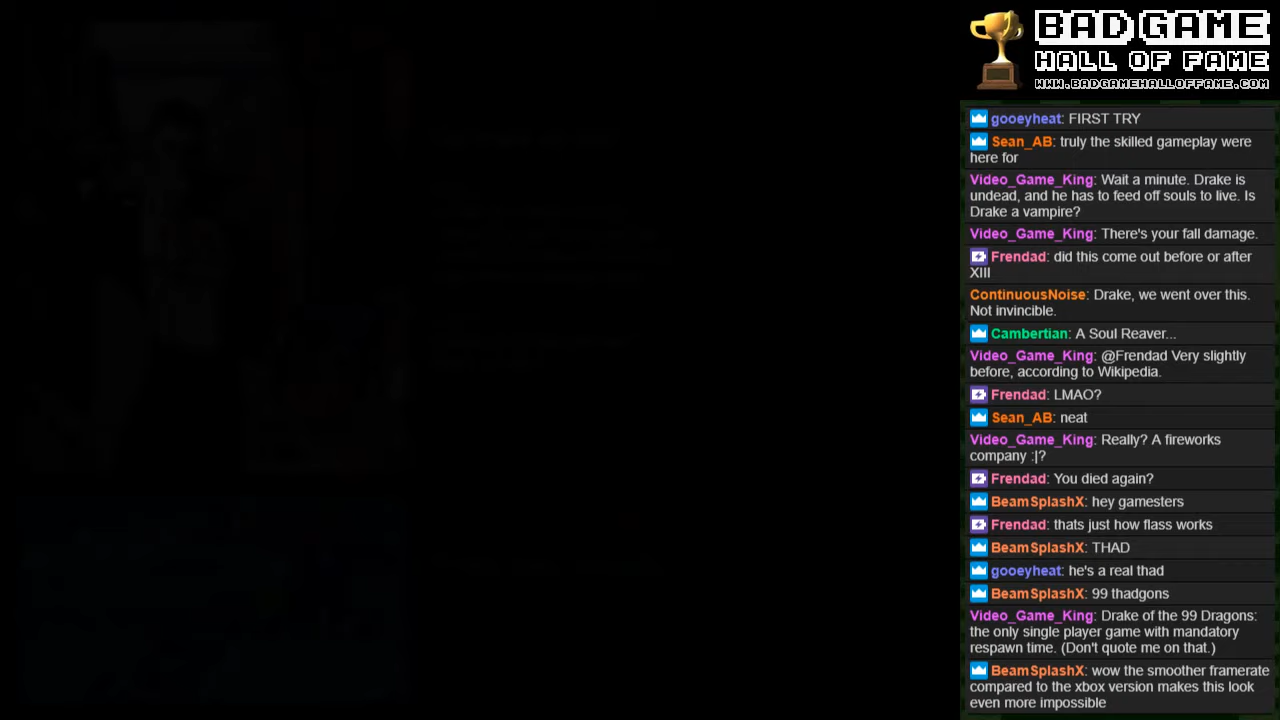 BAD GAME
HALL OF FAME
WWW.BADGAMEHALLOFFAME.COM
gooeyheat: FIRST TRY
Sean_AB: truly the skilled gameplay were
here for
Video_Game_King: Wait a minute. Drake is
undead, and he has to feed off souls to live. Is
Drake a vampire?
Video_Game_King: There's your fall damage.
Frendad: did this come out before or after
XIII
ContinuousNoise: Drake, we went over this.
Not invincible.
Cambertian: A Soul Reaver...
Video_Game_King: @Frendad Very slightly
before, according to Wikipedia.
Frendad: LMAO?
Sean_AB: neat
Video_Game_King: Really? A fireworks
company :|?
Frendad: You died again?
BeamSplashX: hey gamesters
Frendad: thats just how flass works
BeamSplashX: THAD
gooeyheat: he's a real thad
BeamSplashX: 99 thadgons
Video_Game_King: Drake of the 99 Dragons:
the only single player game with mandatory
respawn time. (Don't quote me on that.)
BeamSplashX: wow the smoother framerate
compared to the xbox version makes this look
even more impossible